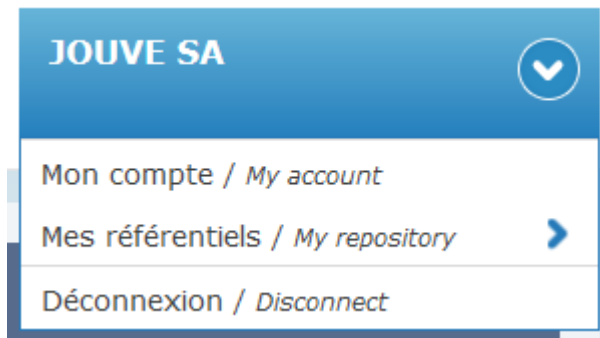 JOUVE SA
Mon compte / My account
Mes référentiels / My repository
Déconnexion / Disconnect